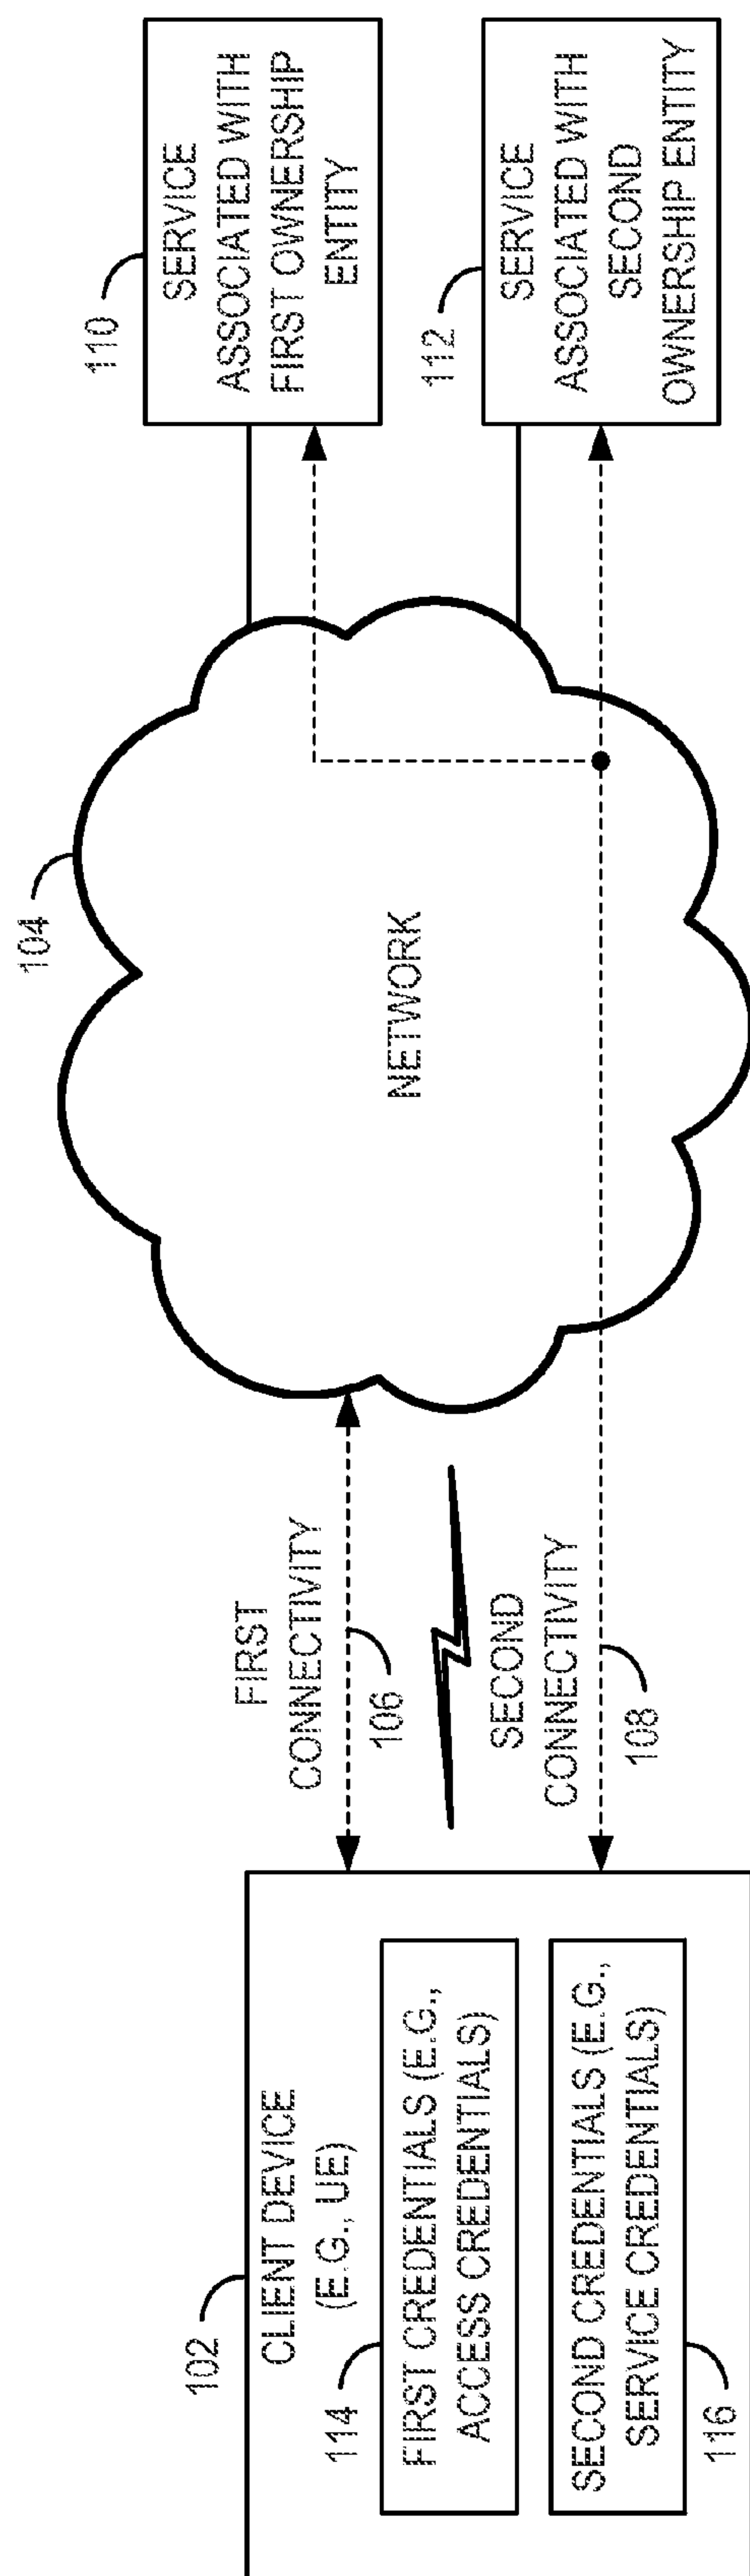 102
CLIENT DEVICE
(E.G., UE)
114
FIRST CREDENTIALS (E.G.,
ACCESS CREDENTIALS)
SECOND CREDENTIALS (E.G.,
SERVICE CREDENTIALS)
116
FIRST
CONNECTIVITY
106
SECOND
CONNECTIVITY
108
104
NETWORK
110
SERVICE
ASSOCIATED WITH
FIRST OWNERSHIP
ENTITY
112
SERVICE
ASSOCIATED WITH
SECOND
OWNERSHIP ENTITY